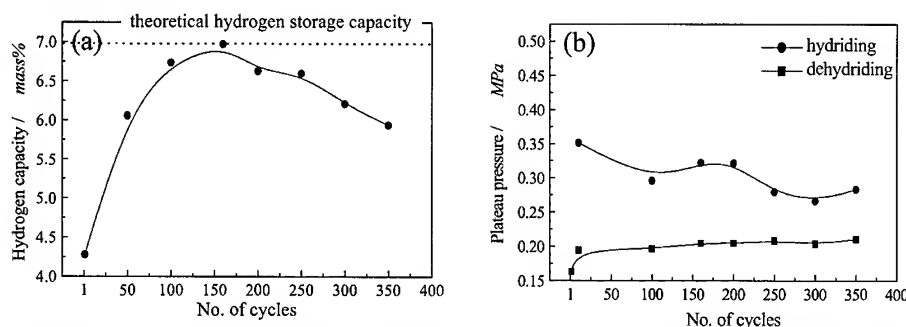 theoretical hydrogen storage capacity
(a)
Hydrogen capacity / mass%
7.0
6.5
6.0
5.5
5.0
4.5
4.0
1 50 100 150 200 250 300 350 400
No. of cycles
(b)
hydriding
dehydriding
Plateau pressure / MPa
0.50
0.45
0.40
0.35
0.30
0.25
0.20
0.15
1 50 100 150 200 250 300 350 400
No. of cycles